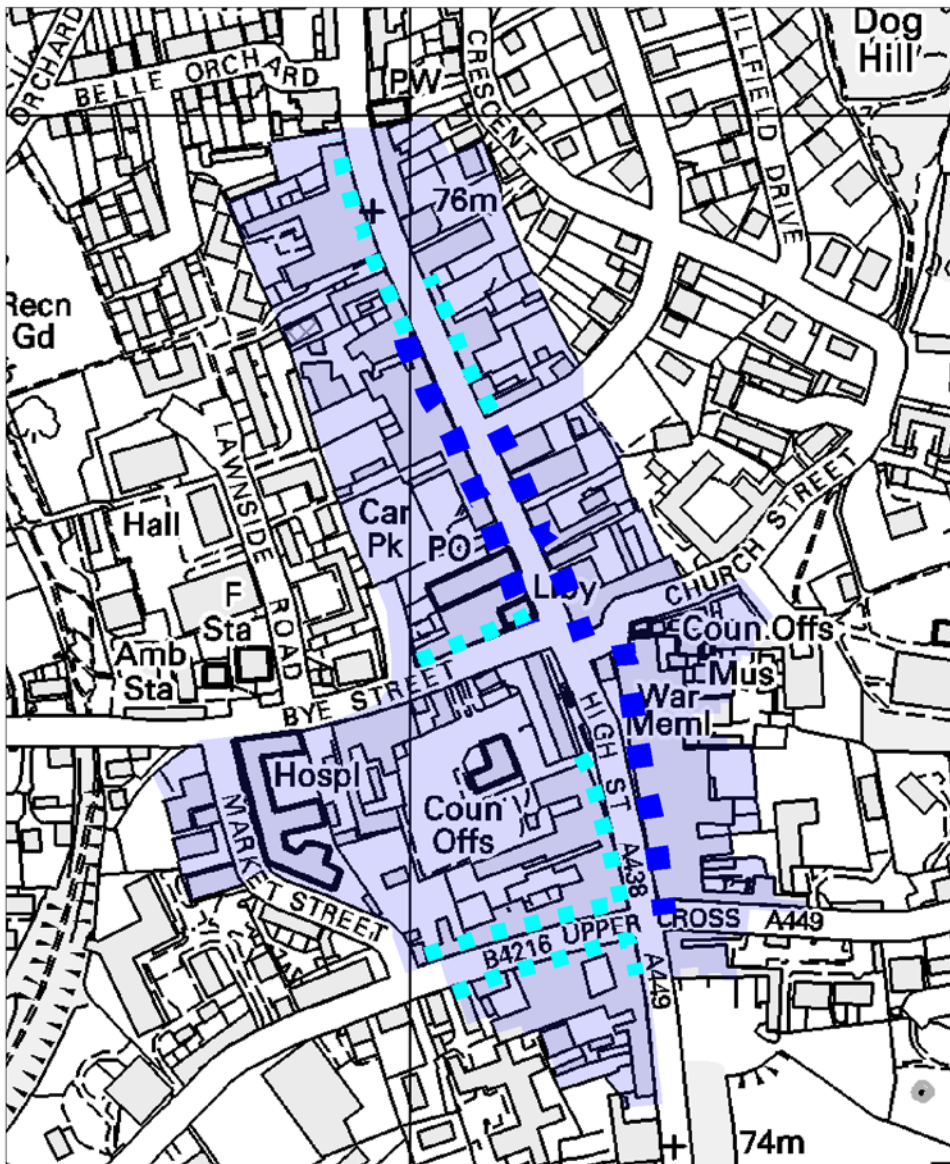 Dog
Hill
ORCHARD
BELLE ORCHARD
PW
CRESCENT
DRIVE
76m
Recn
Gd
LAWNSIDE
ROAD
Hall
Car
Pk
PO
F
Sta
Amb
Sta
CHURCH STREET
Coun Offs
Mus
War
Meml
BYE STREET
HIGH ST
Hospl
Coun
Offs
MARKET STREET
A438
B4216 UPPER CROSS A449
A449
74m